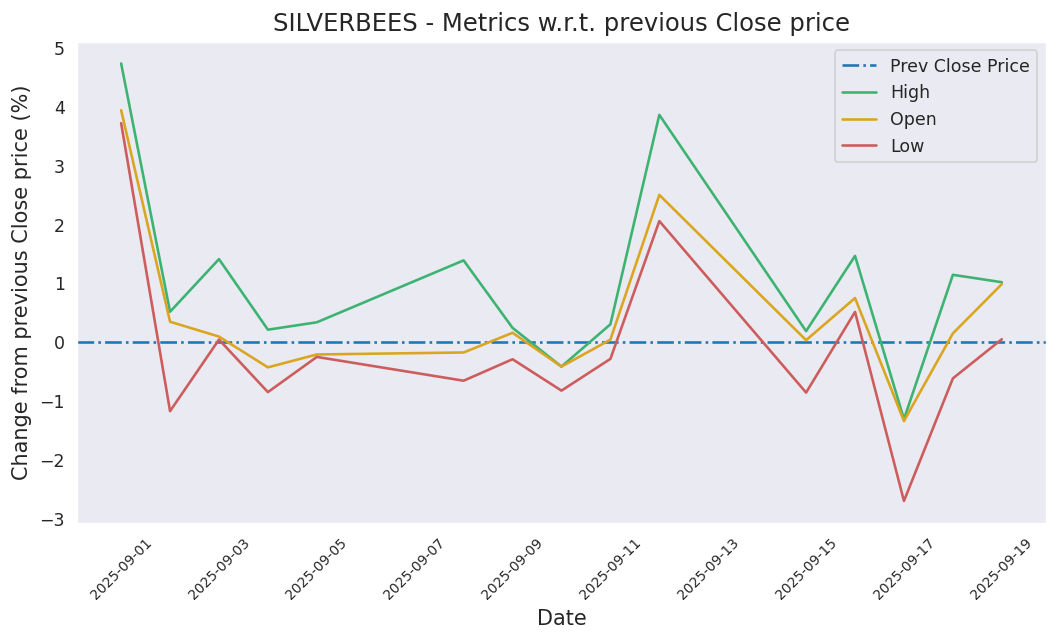 SILVERBEES - Metrics w.r.t. previous Close price
Change from previous Close price (%)
5
4
3
2
1
0
−1
−2
−3
Prev Close Price
High
Open
Low
2025-09-01
2025-09-03
2025-09-05
2025-09-07
2025-09-09
2025-09-11
2025-09-13
2025-09-15
2025-09-17
2025-09-19
Date